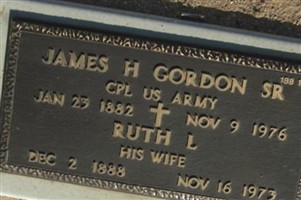 JAMES H GORDON SR
CPL US ARMY
JAN 25 1882 NOV 9 1976
RUTH L
HIS WIFE
DEC 2 1888 NOV 16 1973